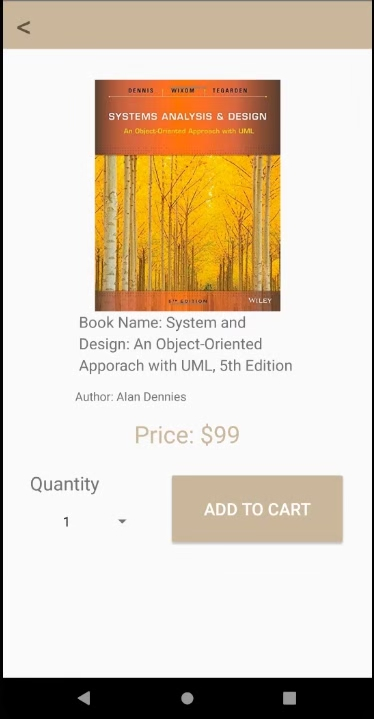 <
DENNIS | WIXOM | TEGARDEN
SYSTEMS ANALYSIS & DESIGN
An Object-Oriented Approach with UML
5TH EDITION
WILEY
Book Name: System and
Design: An Object-Oriented
Apporach with UML, 5th Edition
Author: Alan Dennies
Price: $99
Quantity
1
ADD TO CART